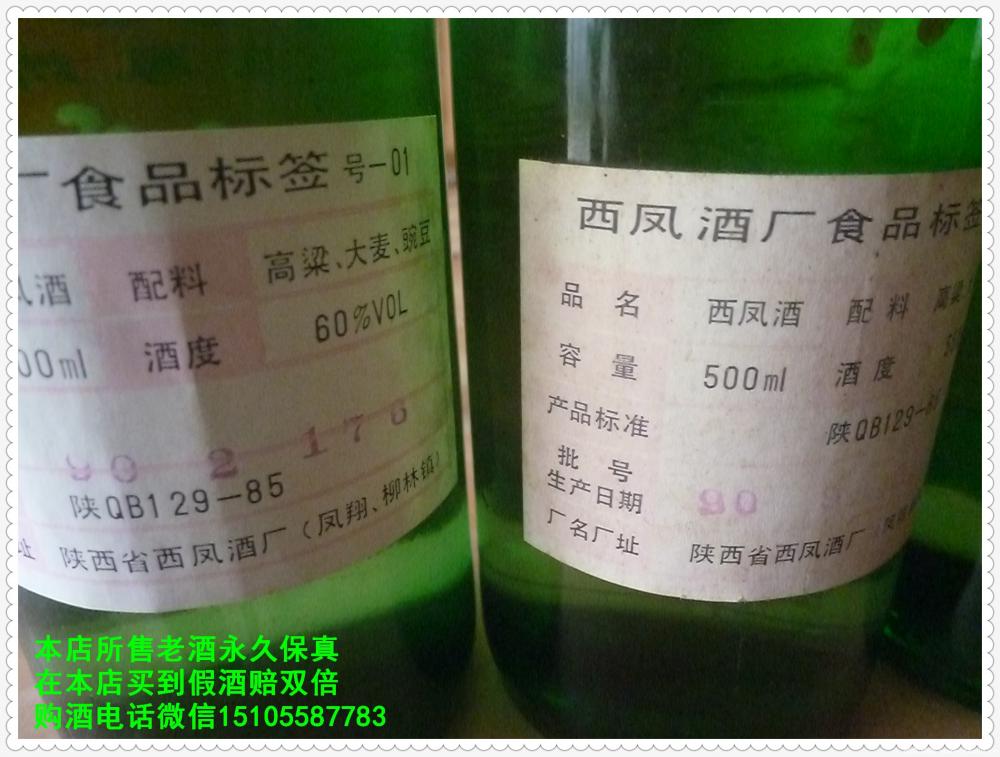 厂食品标签 号-01
酒 配料 高粱、大麦、豌豆
00ml 酒度 60%VOL
90 2 176
陕QB129-85
址 陕西省西凤酒厂（凤翔、柳林镇）
西凤酒厂食品标签
品名 西凤酒 配料 高粱
容量 500ml 酒度
产品标准 陕QB129-8
批号
生产日期 90
厂名厂址 陕西省西凤酒厂
本店所售老酒永久保真
在本店买到假酒赔双倍
购酒电话微信15105587783